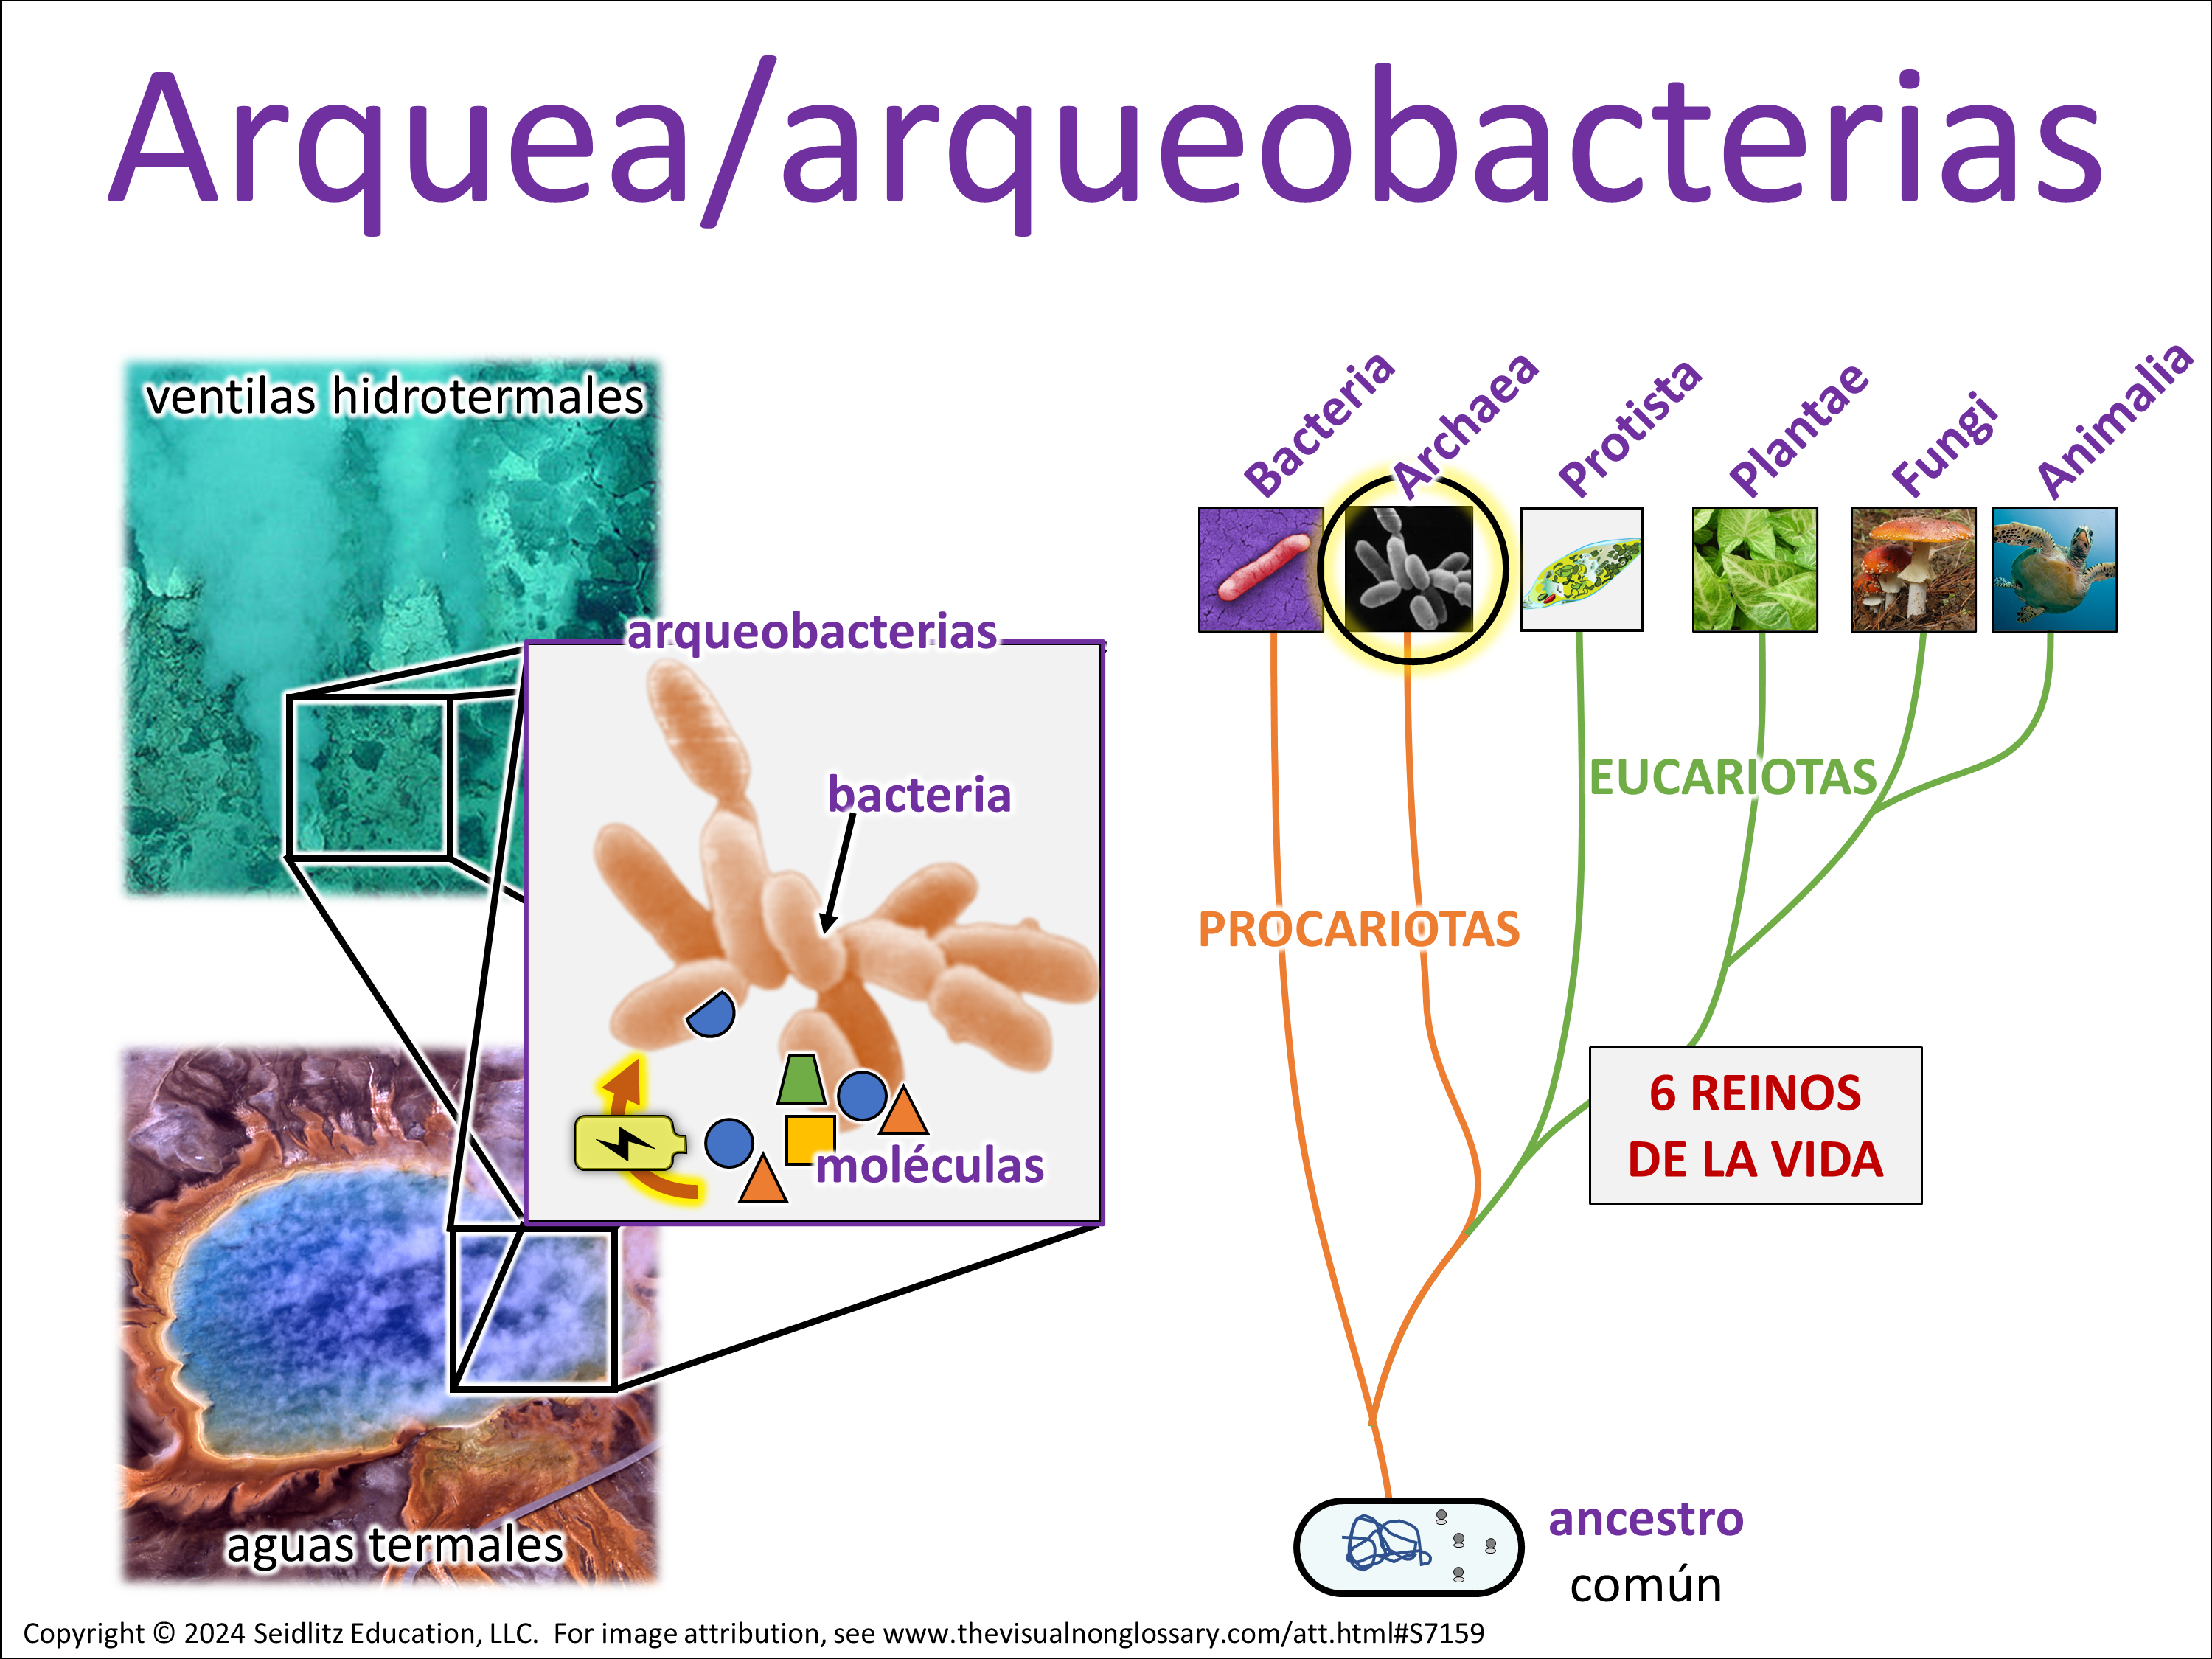 Arquea/arqueobacterias
ventilas hidrotermales
arqueobacterias
bacteria
moléculas
aguas termales
Bacteria
Archaea
Protista
Plantae
Fungi
Animalia
EUCARIOTAS
PROCARIOTAS
6 REINOS
DE LA VIDA
ancestro
común
Copyright © 2024 Seidlitz Education, LLC.  For image attribution, see www.thevisualnonglossary.com/att.html#S7159